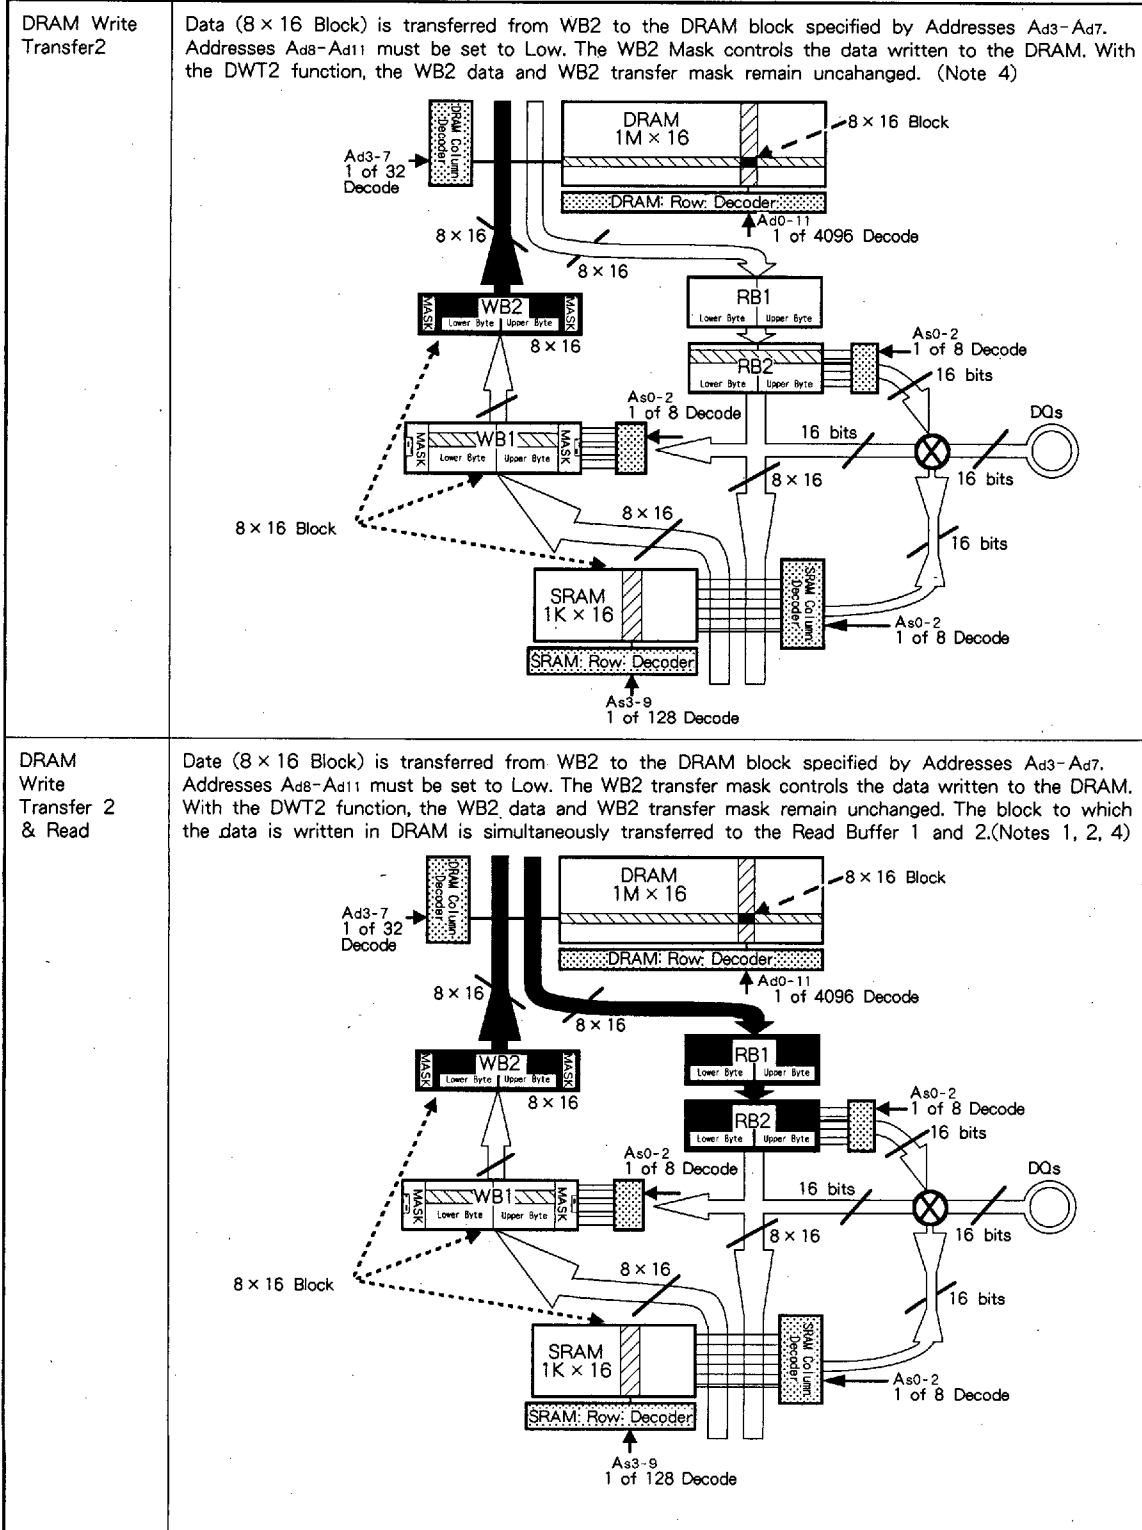 DRAM Write
Transfer2
Data (8 × 16 Block) is transferred from WB2 to the DRAM block specified by Addresses Ad3-Ad7.
Addresses Ad8-Ad11 must be set to Low. The WB2 Mask controls the data written to the DRAM. With
the DWT2 function, the WB2 data and WB2 transfer mask remain uncahanged. (Note 4)
DRAM Column
Decoder
DRAM
1M × 16
8 × 16 Block
Ad3-7
1 of 32
Decode
DRAM Row Decoder
Ad0-11
1 of 4096 Decode
8 × 16
8 × 16
MASK
WB2
MASK
Lower Byte Upper Byte
8 × 16
RB1
Lower Byte Upper Byte
As0-2
1 of 8 Decode
RB2
Lower Byte Upper Byte
16 bits
As0-2
1 of 8 Decode
DQs
MASK
WB1
MASK
Lower Byte Upper Byte
16 bits
16 bits
8 × 16
8 × 16 Block
8 × 16
16 bits
SRAM
1K × 16
SRAM Column
Decoder
As0-2
1 of 8 Decode
SRAM Row Decoder
As3-9
1 of 128 Decode
DRAM
Write
Transfer 2
& Read
Date (8 × 16 Block) is transferred from WB2 to the DRAM block specified by Addresses Ad3-Ad7.
Addresses Ad8-Ad11 must be set to Low. The WB2 transfer mask controls the data written to the DRAM.
With the DWT2 function, the WB2 data and WB2 transfer mask remain unchanged. The block to which
the data is written in DRAM is simultaneously transferred to the Read Buffer 1 and 2.(Notes 1, 2, 4)
DRAM Column
Decoder
DRAM
1M × 16
8 × 16 Block
Ad3-7
1 of 32
Decode
DRAM Row Decoder
Ad0-11
1 of 4096 Decode
8 × 16
8 × 16
MASK
WB2
MASK
Lower Byte Upper Byte
8 × 16
RB1
Lower Byte Upper Byte
As0-2
1 of 8 Decode
RB2
Lower Byte Upper Byte
16 bits
As0-2
1 of 8 Decode
DQs
MASK
WB1
MASK
Lower Byte Upper Byte
16 bits
16 bits
8 × 16
8 × 16 Block
8 × 16
16 bits
SRAM
1K × 16
SRAM Column
Decoder
As0-2
1 of 8 Decode
SRAM Row Decoder
As3-9
1 of 128 Decode